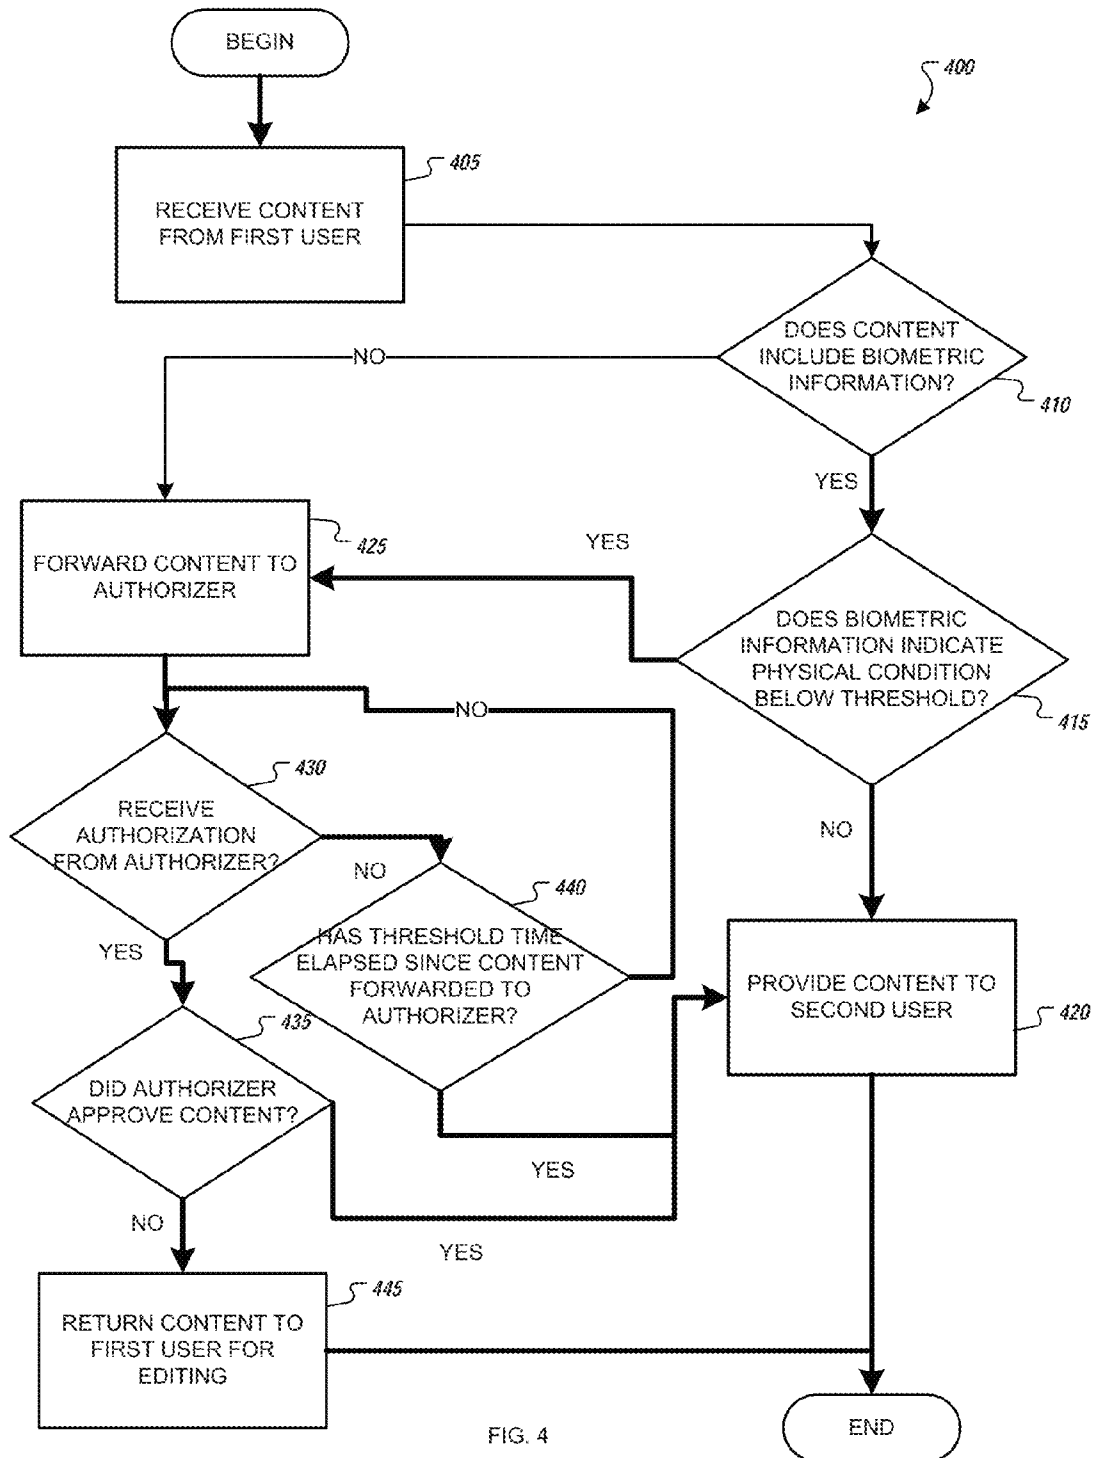 BEGIN
400
405
RECEIVE CONTENT
FROM FIRST USER
DOES CONTENT
INCLUDE BIOMETRIC
INFORMATION?
410
NO
YES
425
FORWARD CONTENT TO
AUTHORIZER
YES
DOES BIOMETRIC
INFORMATION INDICATE
PHYSICAL CONDITION
BELOW THRESHOLD?
415
NO
430
RECEIVE
AUTHORIZATION
FROM AUTHORIZER?
NO
NO
440
YES
HAS THRESHOLD TIME
ELAPSED SINCE CONTENT
FORWARDED TO
AUTHORIZER?
PROVIDE CONTENT TO
SECOND USER
420
435
DID AUTHORIZER
APPROVE CONTENT?
YES
NO
YES
445
RETURN CONTENT TO
FIRST USER FOR
EDITING
END
FIG. 4